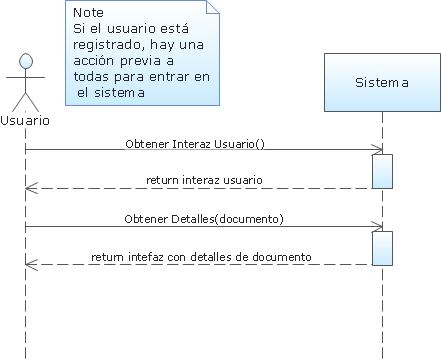 Note
Si el usuario está
registrado, hay una
acción previa a
todas para entrar en
el sistema
Sistema
Usuario
Obtener Interaz Usuario()
return interaz usuario
Obtener Detalles(documento)
return intefaz con detalles de documento